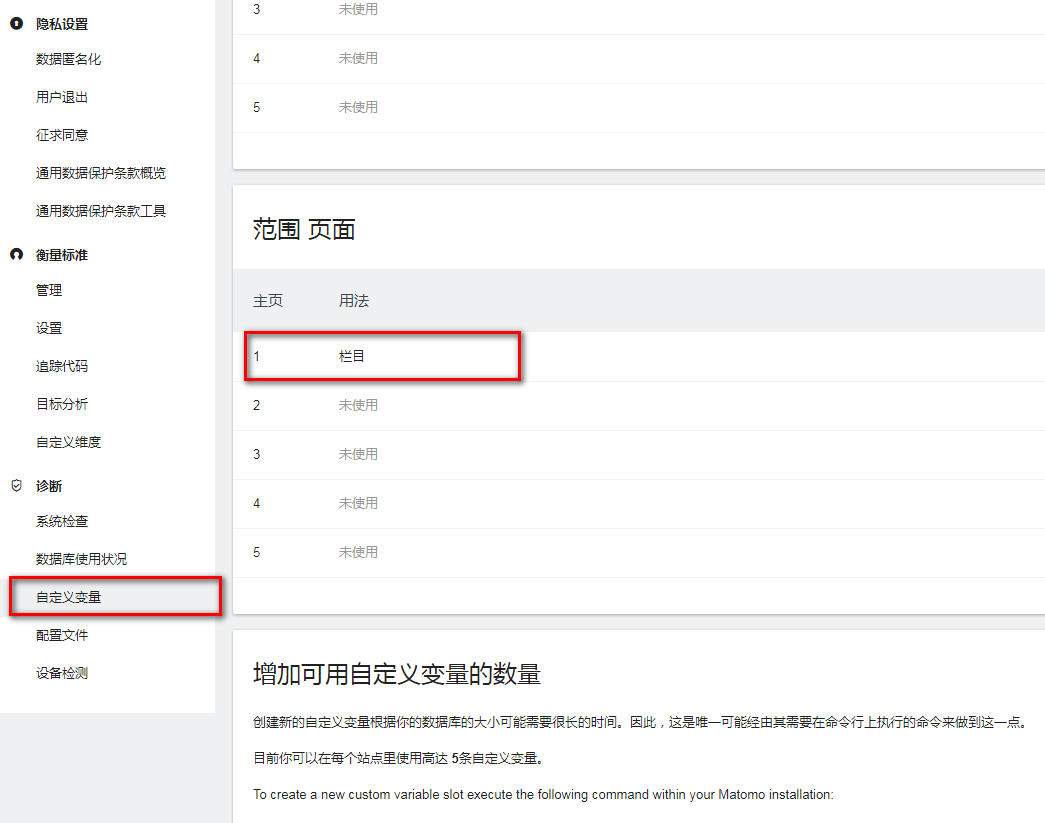 隐私设置
数据匿名化
用户退出
征求同意
通用数据保护条款概览
通用数据保护条款工具
衡量标准
管理
设置
追踪代码
目标分析
自定义维度
诊断
系统检查
数据库使用状况
自定义变量
配置文件
设备检测
3 未使用
4 未使用
5 未使用
范围 页面
主页 用法
1 栏目
2 未使用
3 未使用
4 未使用
5 未使用
增加可用自定义变量的数量
创建新的自定义变量根据你的数据库的大小可能需要很长的时间。因此，这是唯一可能经由其需要在命令行上执行的命令来做到这一点。
目前你可以在每个站点里使用高达 5条自定义变量。
To create a new custom variable slot execute the following command within your Matomo installation: